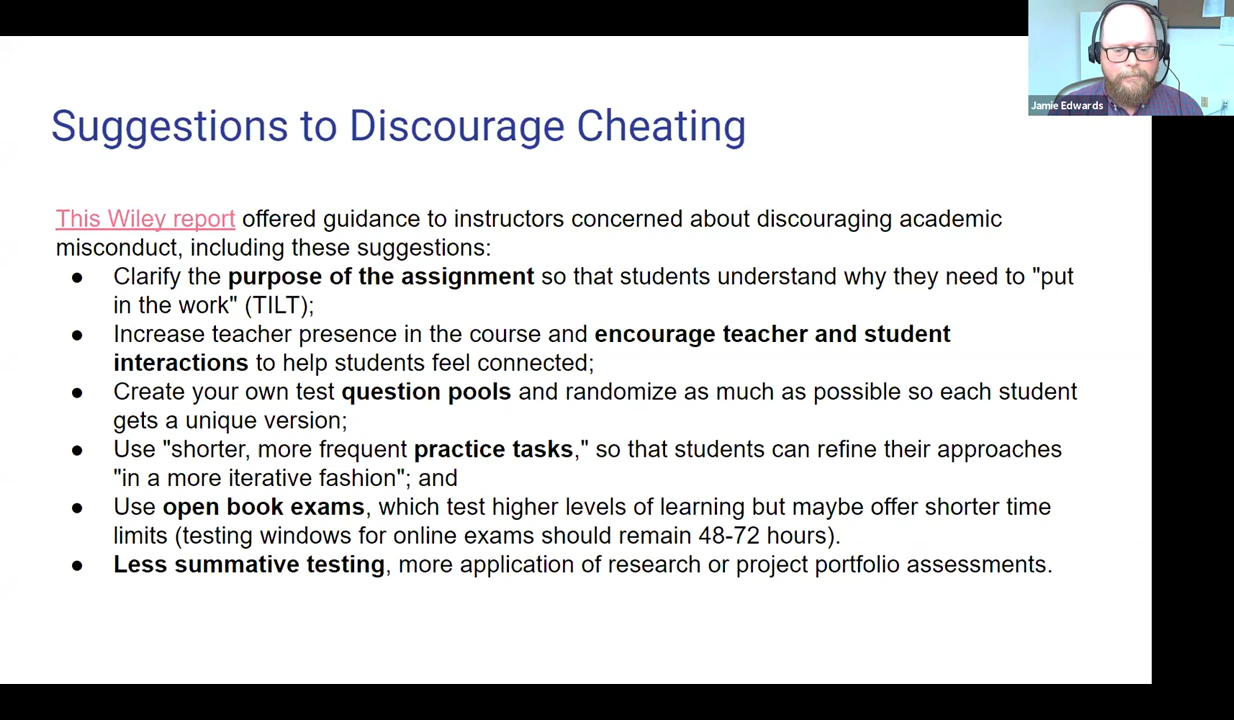 Jamie Edwards
Suggestions to Discourage Cheating
This Wiley report offered guidance to instructors concerned about discouraging academic
misconduct, including these suggestions:
● Clarify the purpose of the assignment so that students understand why they need to "put
in the work" (TILT);
● Increase teacher presence in the course and encourage teacher and student
interactions to help students feel connected;
● Create your own test question pools and randomize as much as possible so each student
gets a unique version;
● Use "shorter, more frequent practice tasks," so that students can refine their approaches
"in a more iterative fashion"; and
● Use open book exams, which test higher levels of learning but maybe offer shorter time
limits (testing windows for online exams should remain 48-72 hours).
● Less summative testing, more application of research or project portfolio assessments.